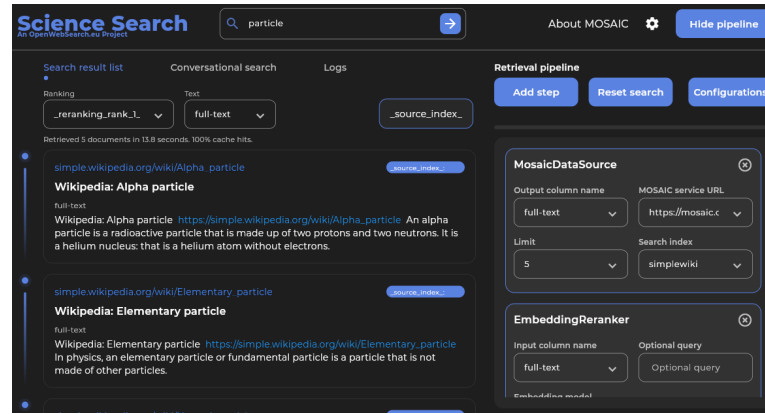 Science Search
An OpenWebSearch.eu Project
particle
About MOSAIC
Hide pipeline
Search result list
Conversational search
Logs
Ranking
Text
_reranking_rank_1_
full-text
_source_index_
Retrieved 5 documents in 13.8 seconds. 100% cache hits.
simple.wikipedia.org/wiki/Alpha_particle
_source_index_:
Wikipedia: Alpha particle
full-text
Wikipedia: Alpha particle https://simple.wikipedia.org/wiki/Alpha_particle An alpha
particle is a radioactive particle that is made up of two protons and two neutrons. It is
a helium nucleus: that is a helium atom without electrons.
simple.wikipedia.org/wiki/Elementary_particle
_source_index_:
Wikipedia: Elementary particle
full-text
Wikipedia: Elementary particle https://simple.wikipedia.org/wiki/Elementary_particle
In physics, an elementary particle or fundamental particle is a particle that is not
made of other particles.
Retrieval pipeline
Add step
Reset search
Configurations
MosaicDataSource
Output column name
MOSAIC service URL
full-text
https://mosaic.c
Limit
Search index
5
simplewiki
EmbeddingReranker
Input column name
Optional query
full-text
Optional query
Embedding model